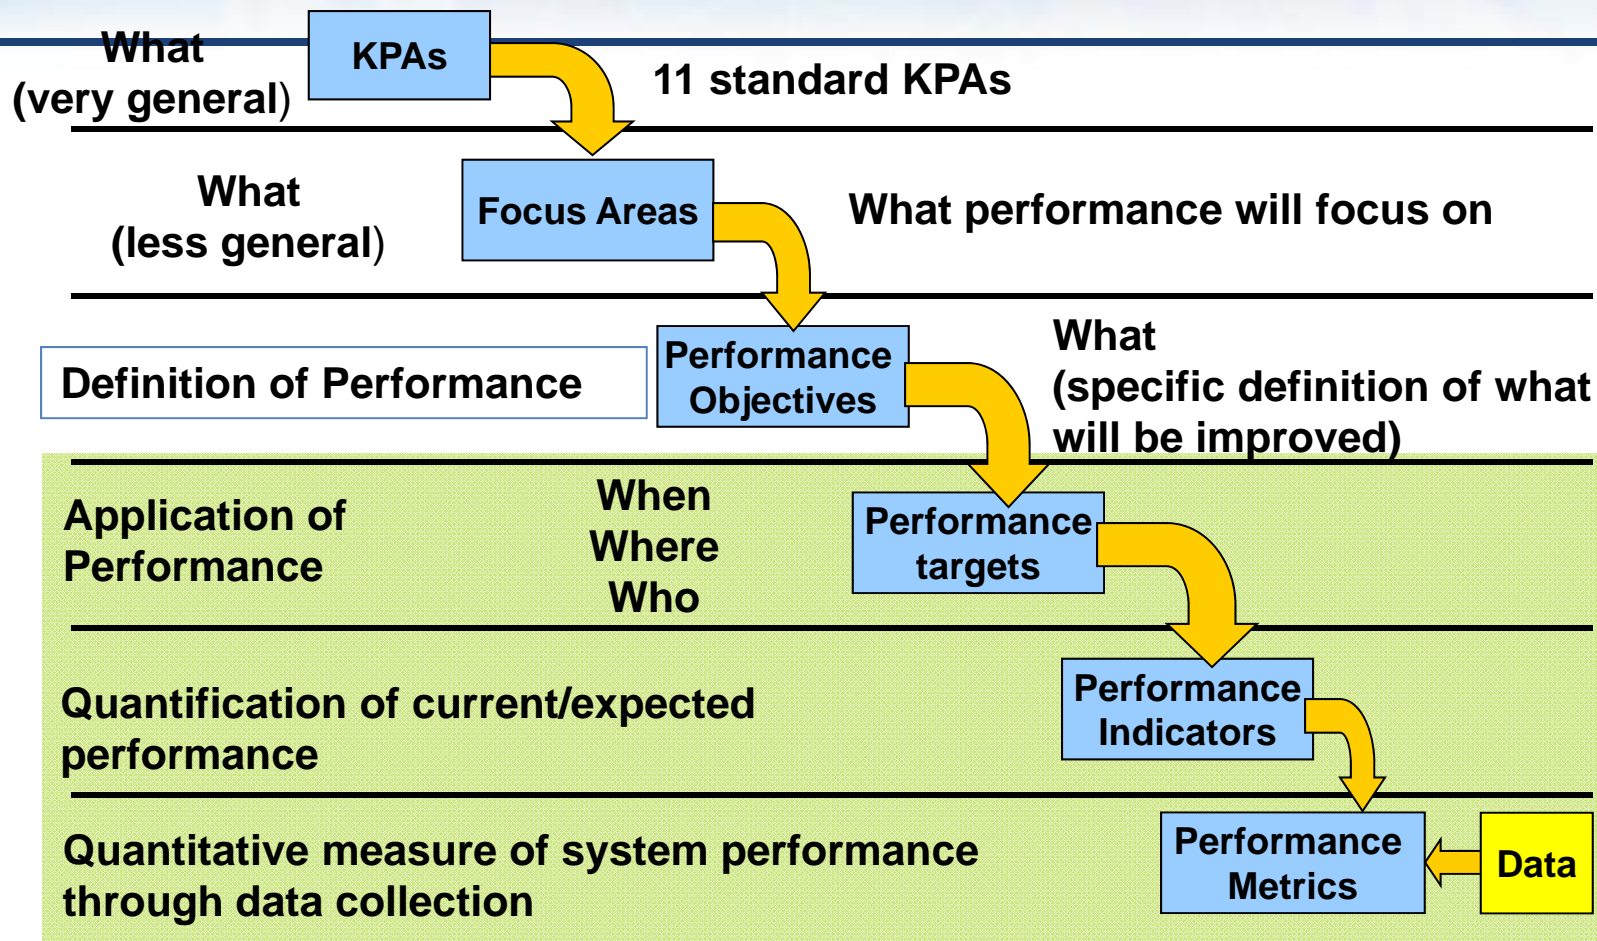 What
(very general)
KPAs
11 standard KPAs
What
(less general)
Focus Areas
What performance will focus on
Definition of Performance
Performance
Objectives
What
(specific definition of what
will be improved)
Application of
Performance
When
Where
Who
Performance
targets
Quantification of current/expected
performance
Performance
Indicators
Quantitative measure of system performance
through data collection
Performance
Metrics
Data